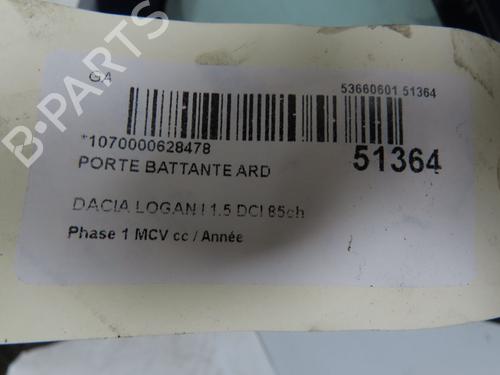 B-PARTS
G4
53660601 51364
*1070000628478
51364
PORTE BATTANTE ARD
DACIA LOGAN I 1.5 DCI 85ch
Phase 1 MCV cc / Année